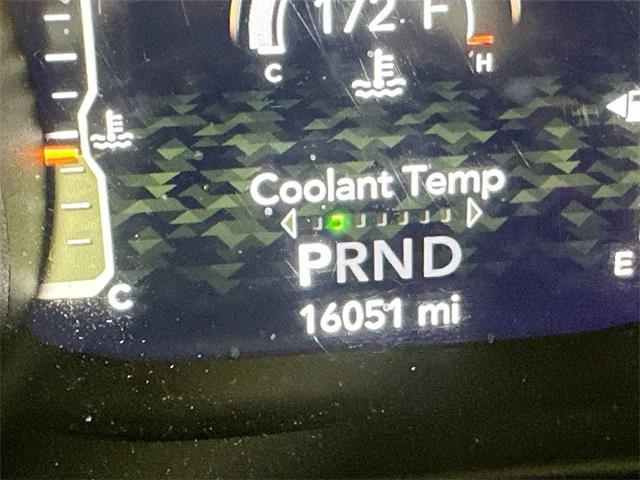 172 F
C
H
Coolant Temp
PRND
E
C
16051 mi